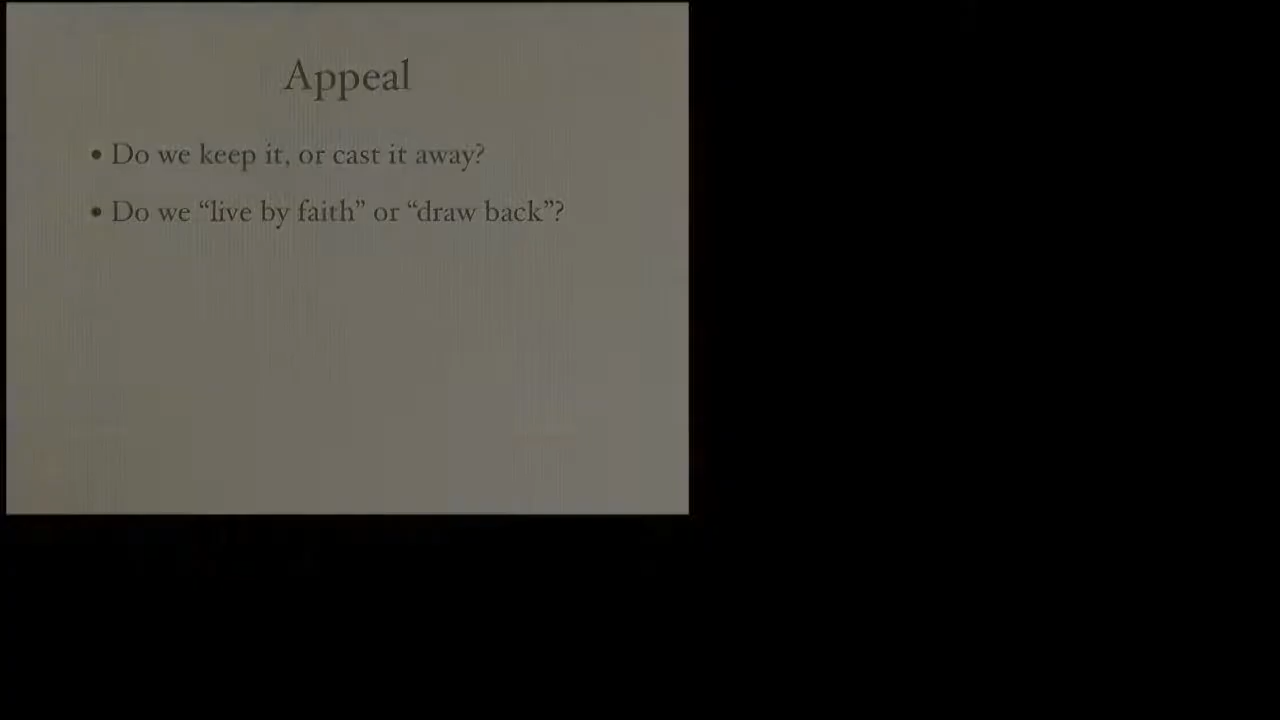 Appeal
• Do we keep it, or cast it away?
• Do we “live by faith” or “draw back”?